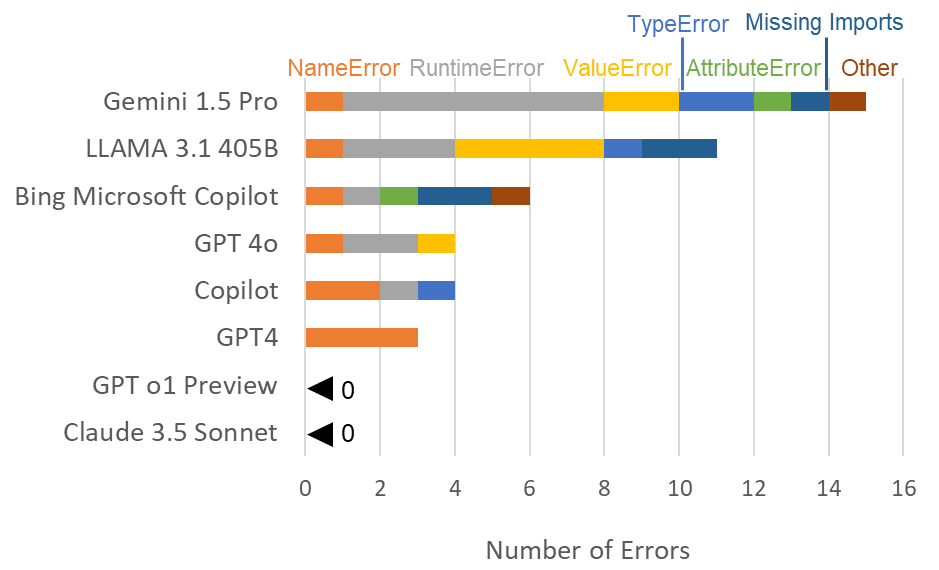 TypeError Missing Imports
NameError RuntimeError ValueError AttributeError Other
Gemini 1.5 Pro
LLAMA 3.1 405B
Bing Microsoft Copilot
GPT 4o
Copilot
GPT4
GPT o1 Preview 0
Claude 3.5 Sonnet 0
0 2 4 6 8 10 12 14 16
Number of Errors